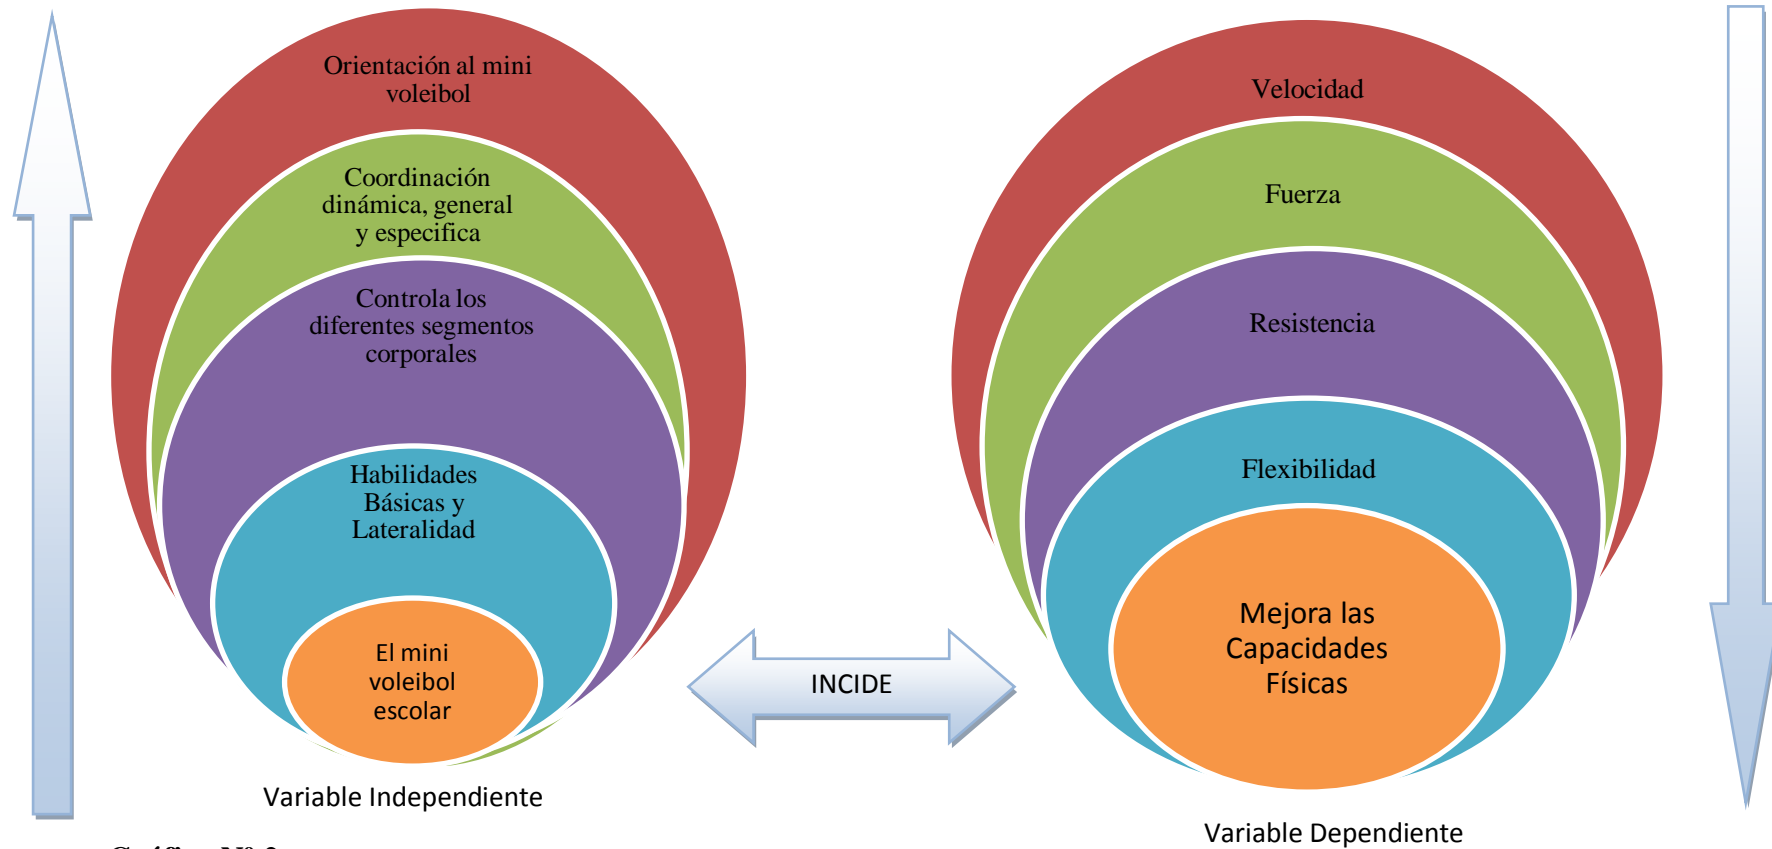 Orientación al mini
voleibol
Coordinación
dinámica, general
y especifica
Controla los
diferentes segmentos
corporales
Habilidades
Básicas y
Lateralidad
El mini
voleibol
escolar
Variable Independiente
INCIDE
Velocidad
Fuerza
Resistencia
Flexibilidad
Mejora las
Capacidades
Físicas
Variable Dependiente